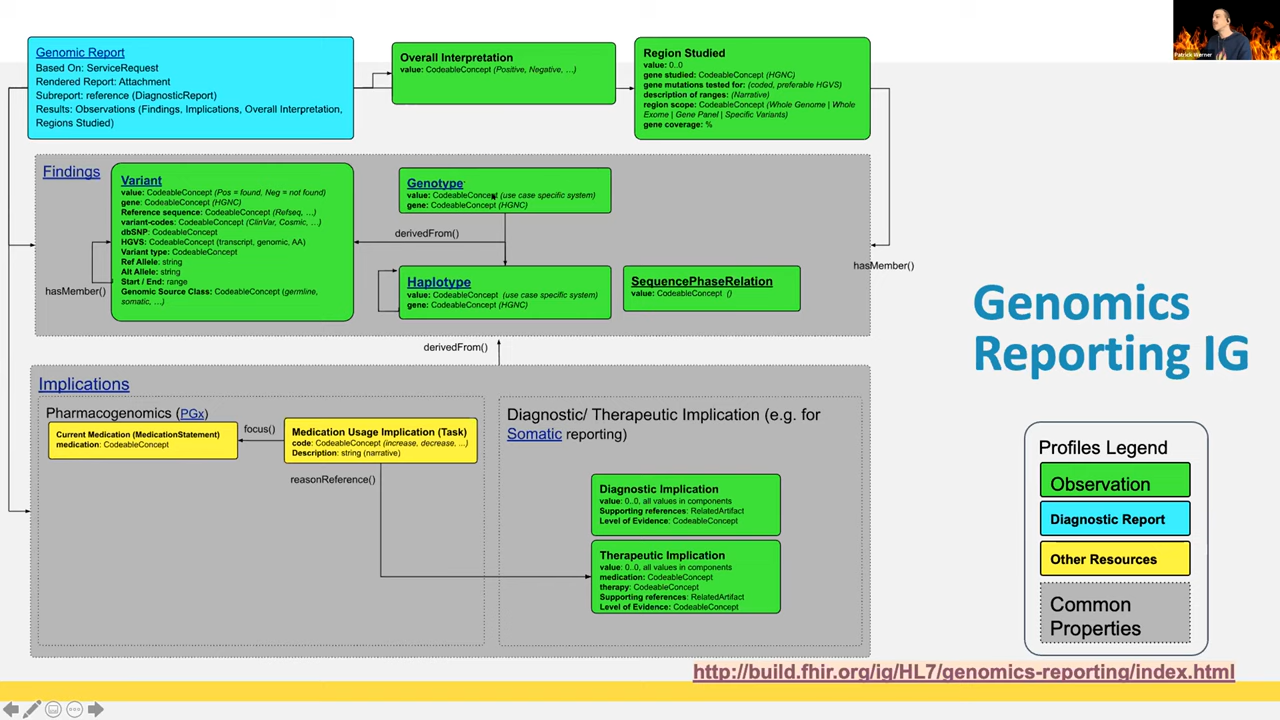 Patrick Werner
Genomic Report
Based On: ServiceRequest
Rendered Report: Attachment
Subreport: reference (DiagnosticReport)
Results: Observations (Findings, Implications, Overall Interpretation,
Regions Studied)
Overall Interpretation
value: CodeableConcept (Positive, Negative, …)
Region Studied
value: 0..0
gene studied: CodeableConcept (HGNC)
gene mutations tested for: (coded, preferable HGVS)
description of ranges: (Narrative)
region scope: CodeableConcept (Whole Genome | Whole
Exome | Gene Panel | Specific Variants)
gene coverage: %
Findings
Variant
value: CodeableConcept (Pos = found, Neg = not found)
gene: CodeableConcept (HGNC)
Reference sequence: CodeableConcept (Refseq, …)
variant-codes: CodeableConcept (ClinVar, Cosmic, …)
dbSNP: CodeableConcept
HGVS: CodeableConcept (transcript, genomic, AA)
Variant type: CodeableConcept
Ref Allele: string
Alt Allele: string
Start / End: range
Genomic Source Class: CodeableConcept (germline,
somatic, …)
hasMember()
Genotype
value: CodeableConcept (use case specific system)
gene: CodeableConcept (HGNC)
derivedFrom()
Haplotype
value: CodeableConcept (use case specific system)
gene: CodeableConcept (HGNC)
SequencePhaseRelation
value: CodeableConcept ()
hasMember()
derivedFrom()
Implications
Pharmacogenomics (PGx)
Current Medication (MedicationStatement)
medication: CodeableConcept
focus()
Medication Usage Implication (Task)
code: CodeableConcept (increase, decrease, ...)
Description: string (narrative)
reasonReference()
Diagnostic/ Therapeutic Implication (e.g. for
Somatic reporting)
Diagnostic Implication
value: 0..0, all values in components
Supporting references: RelatedArtifact
Level of Evidence: CodeableConcept
Therapeutic Implication
value: 0..0, all values in components
medication: CodeableConcept
therapy: CodeableConcept
Supporting references: RelatedArtifact
Level of Evidence: CodeableConcept
Genomics
Reporting IG
Profiles Legend
Observation
Diagnostic Report
Other Resources
Common
Properties
http://build.fhir.org/ig/HL7/genomics-reporting/index.html